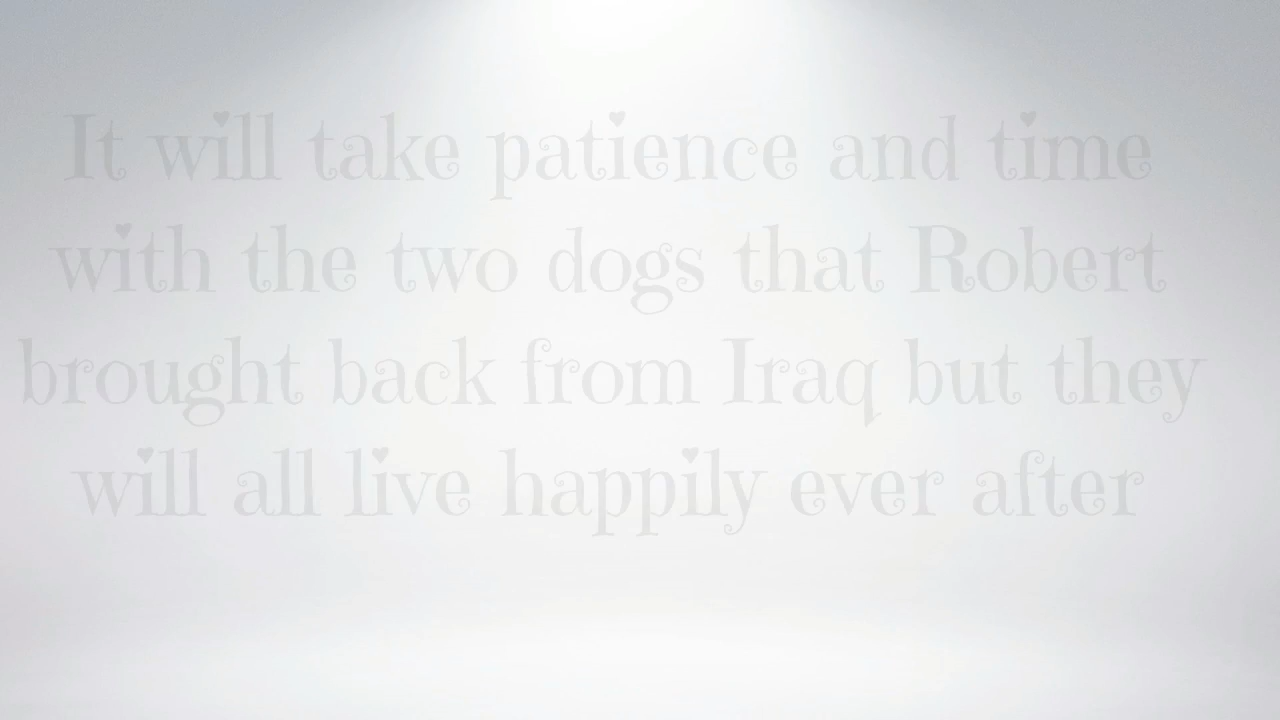 It will take patience and time
with the two dogs that Robert
brought back from Iraq but they
will all live happily ever after